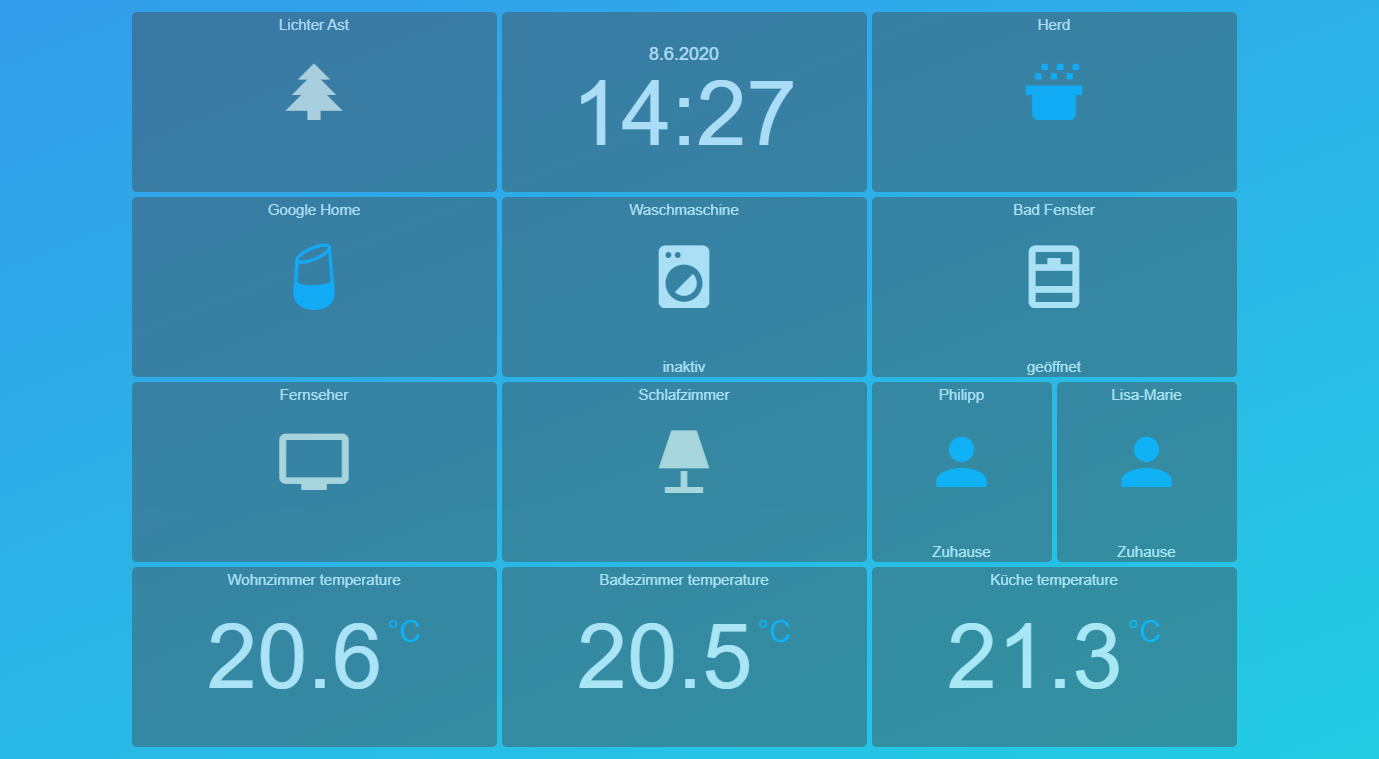 Lichter Ast
8.6.2020
14:27
Herd
Google Home
Waschmaschine
inaktiv
Bad Fenster
geöffnet
Fernseher
Schlafzimmer
Philipp
Zuhause
Lisa-Marie
Zuhause
Wohnzimmer temperature
20.6 °C
Badezimmer temperature
20.5 °C
Küche temperature
21.3 °C